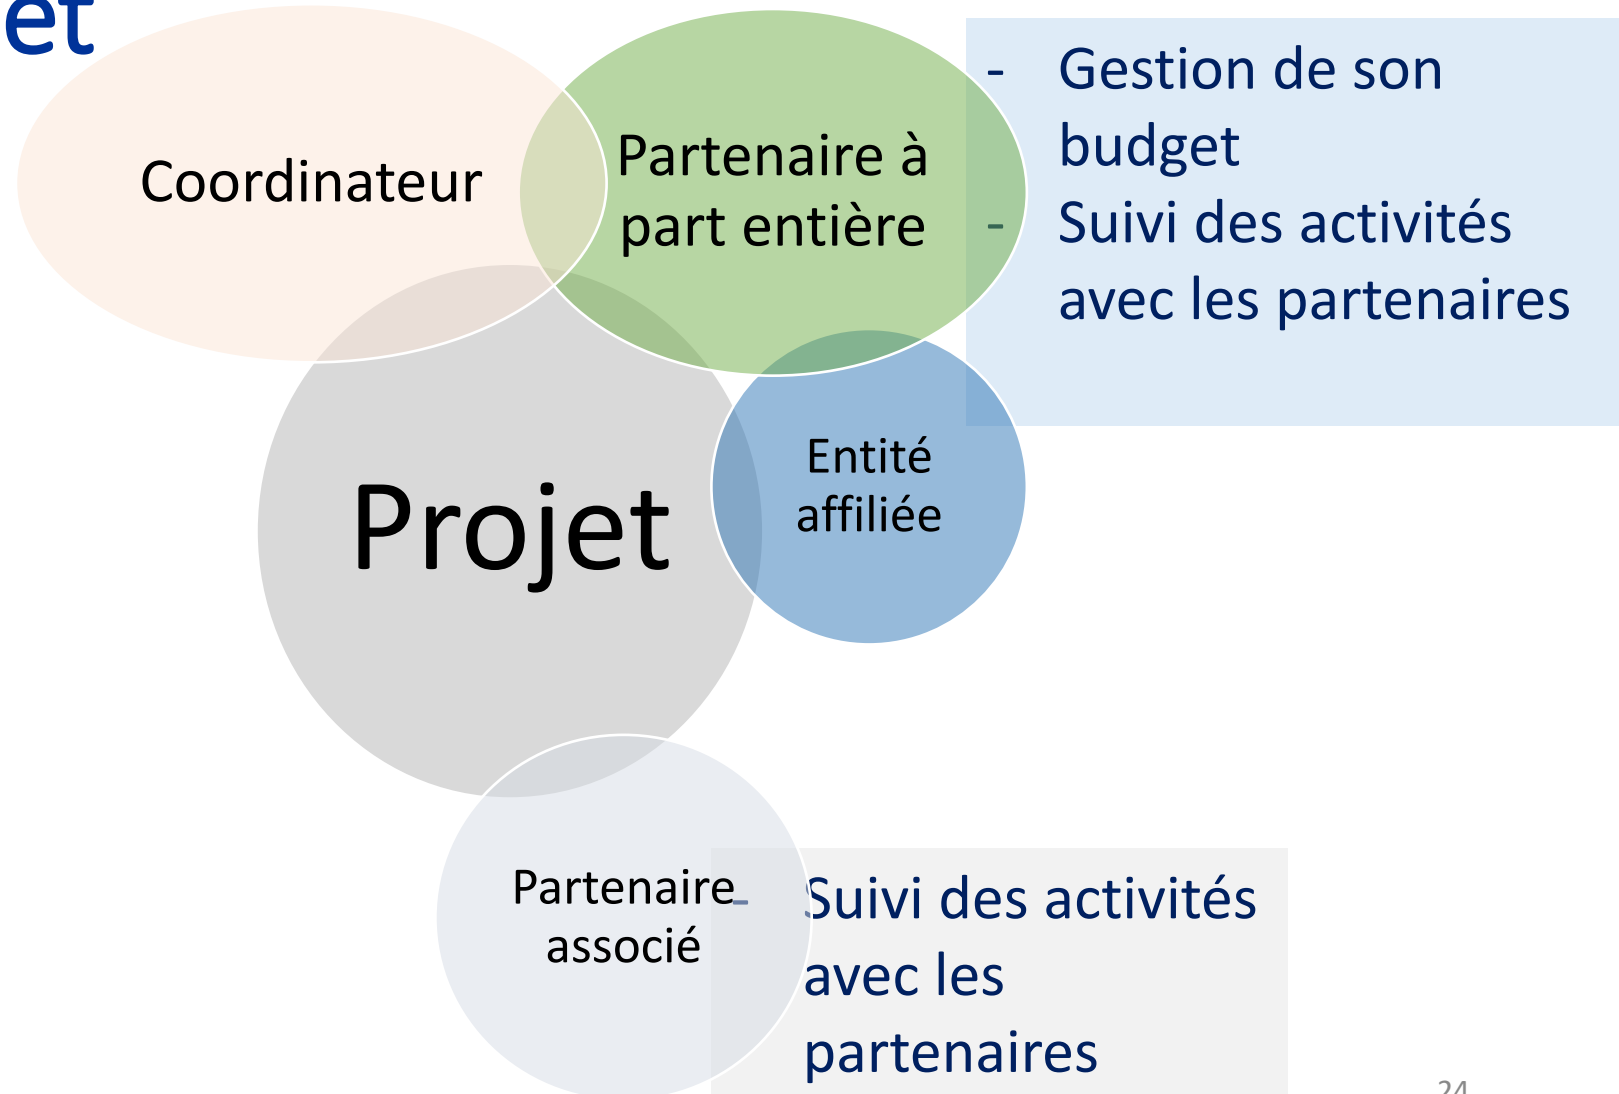 et
Coordinateur
Partenaire à
part entière
- Gestion de son
budget
- Suivi des activités
avec les partenaires
Entité
affiliée
Projet
Partenaire
associé
- Suivi des activités
avec les
partenaires
24